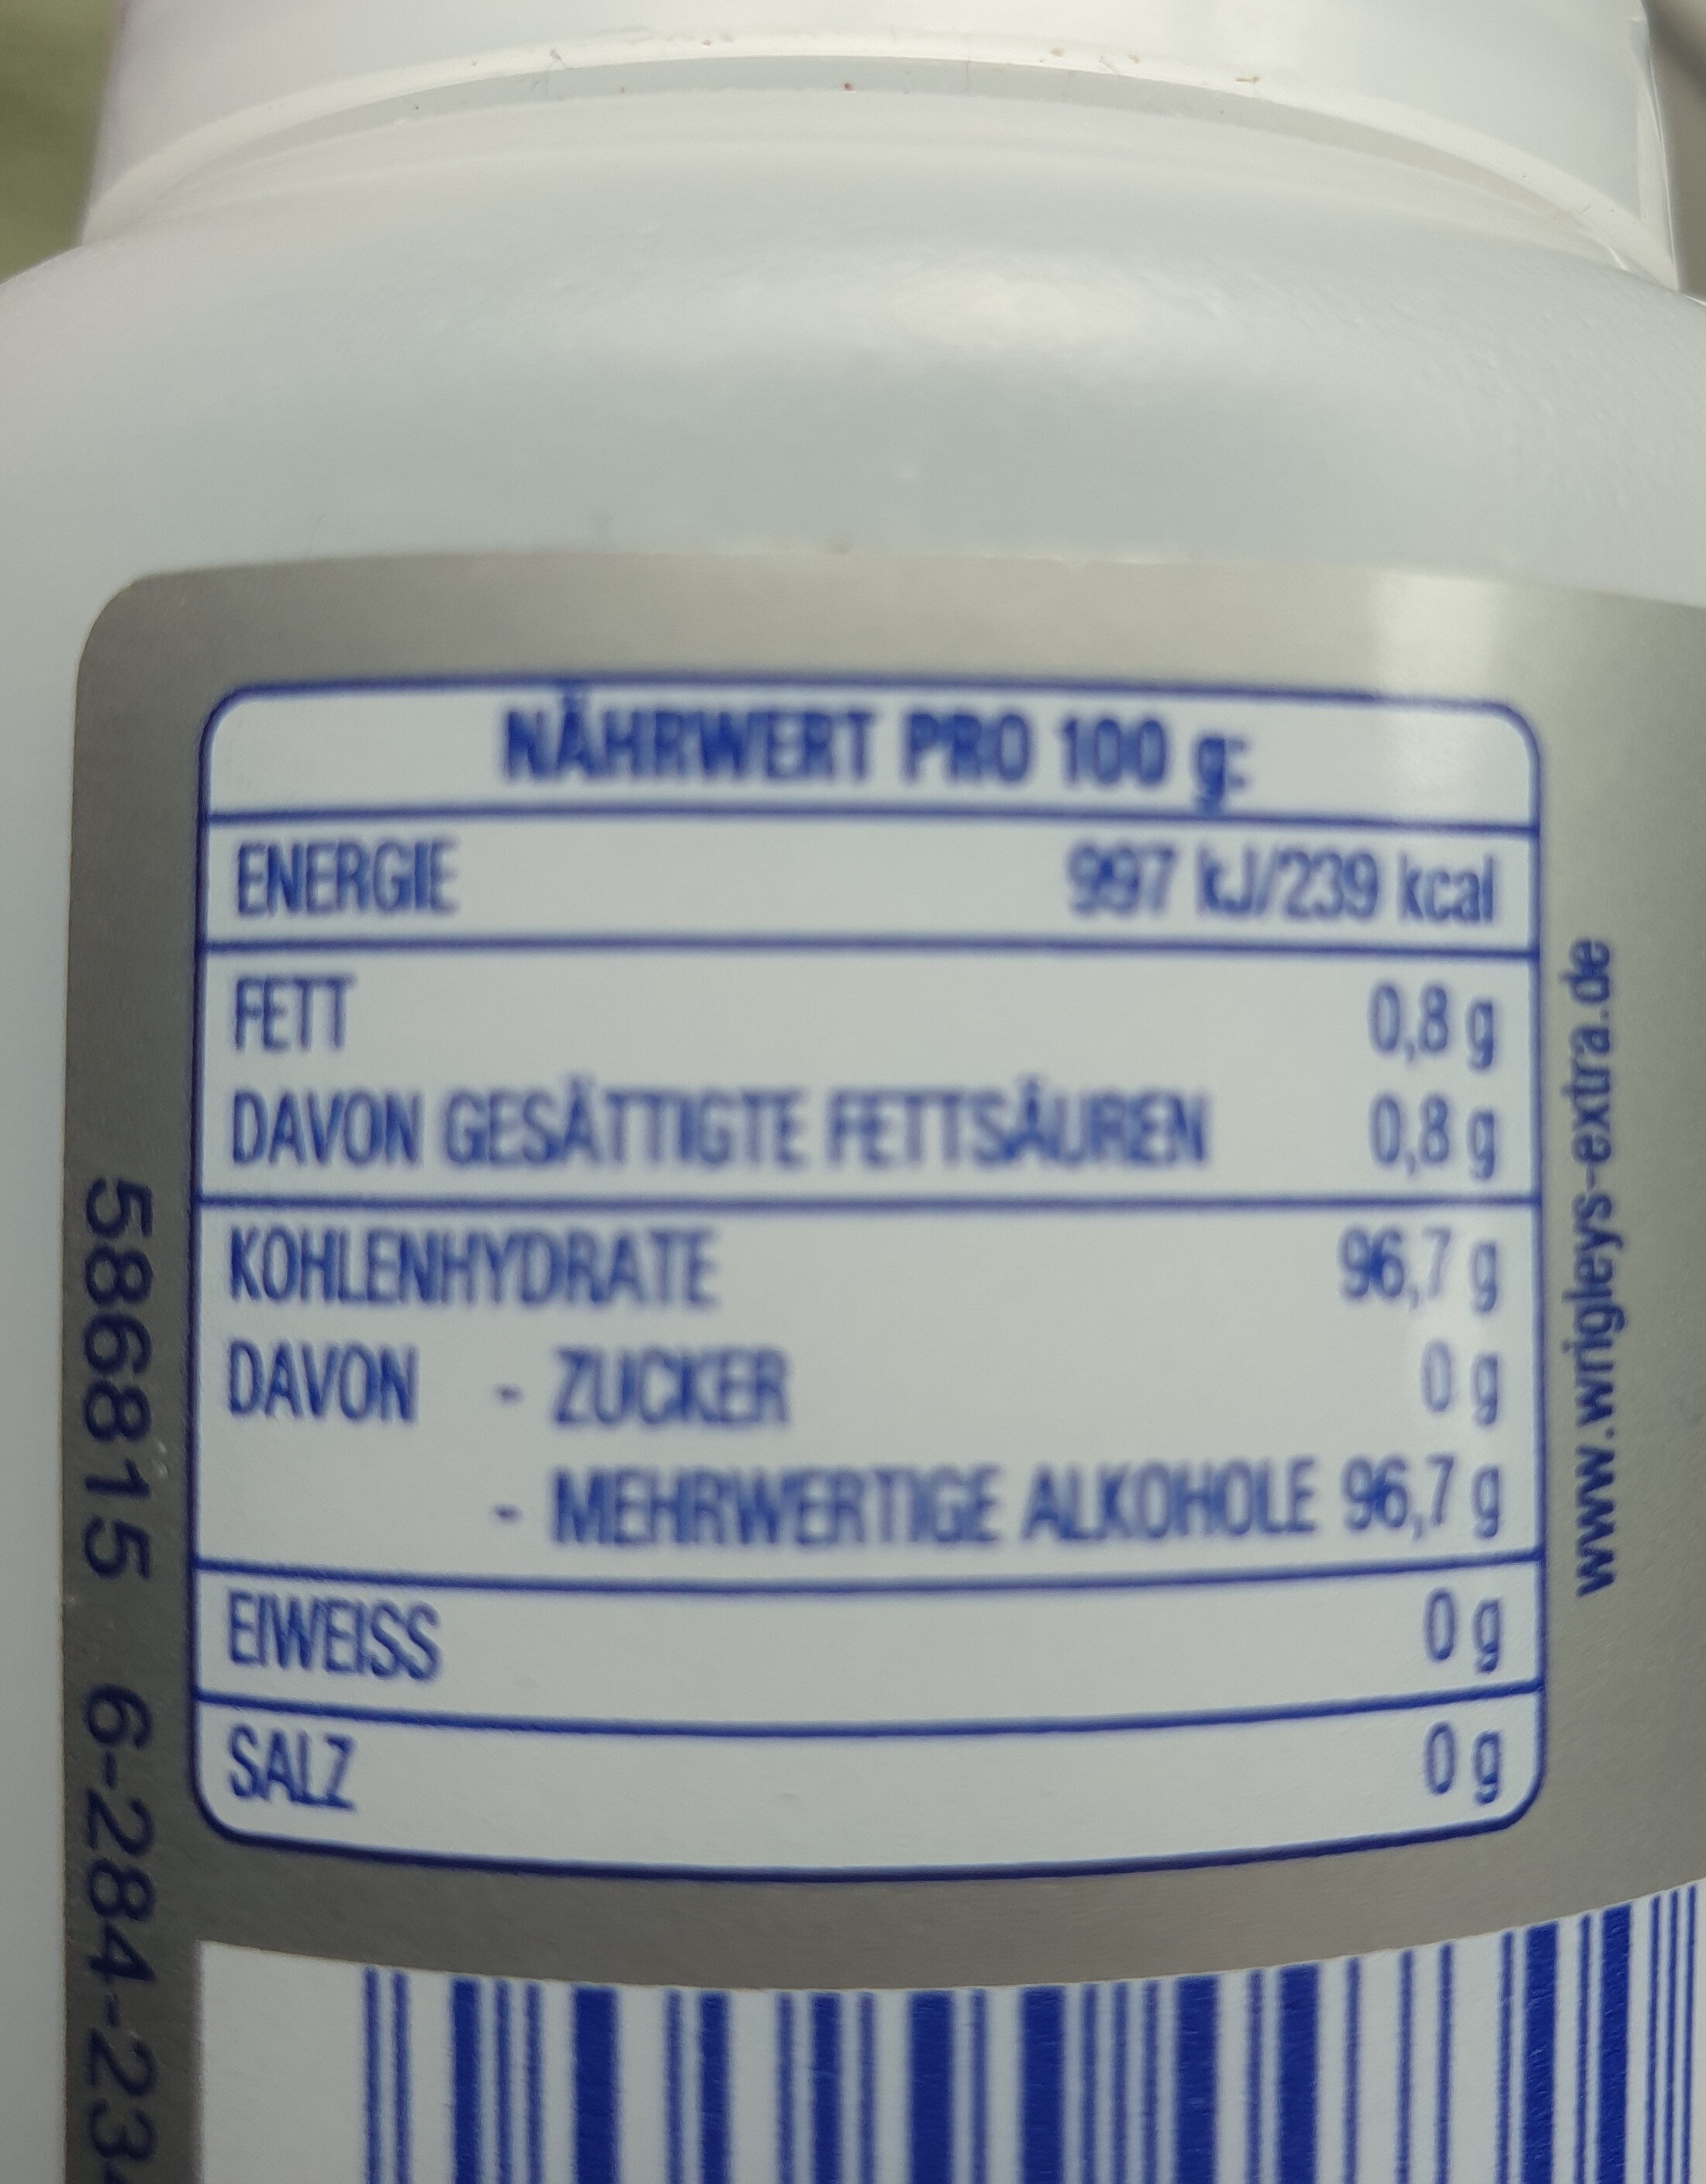 NÄHRWERT PRO 100 g:
ENERGIE 997 kJ/239 kcal
FETT 0,8 g
DAVON GESÄTTIGTE FETTSÄUREN 0,8 g
KOHLENHYDRATE 96,7 g
DAVON - ZUCKER 0 g
- MEHRWERTIGE ALKOHOLE 96,7 g
EIWEISS 0 g
SALZ 0 g
www.wrigleys-extra.de
586815 6-284-23